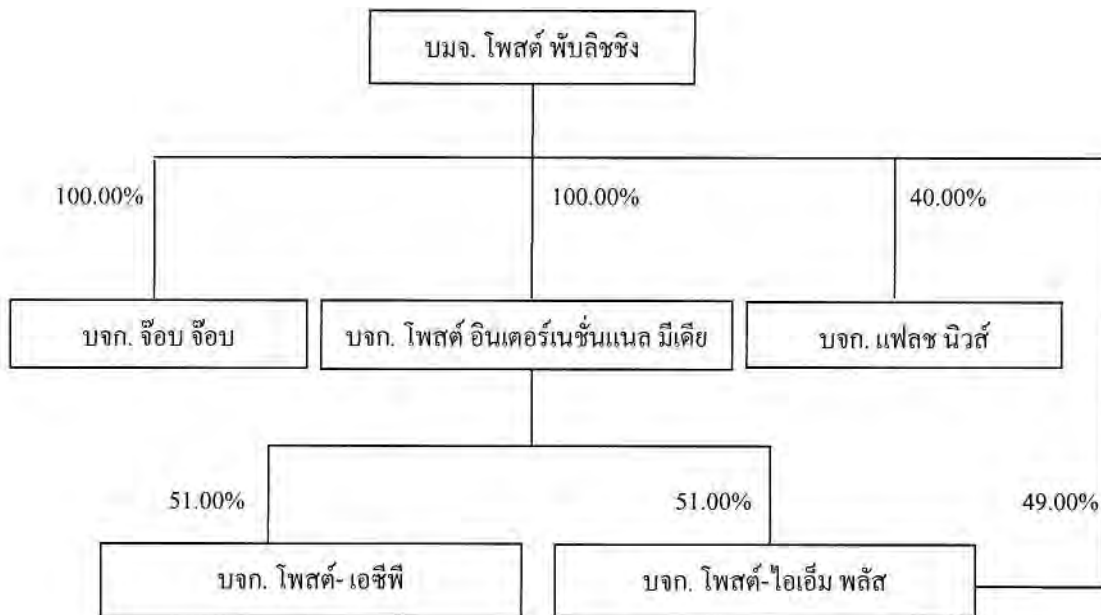 บมจ. โพสต์ พับลิชชิง
100.00%
100.00%
40.00%
บจก. จ๊อบ จ๊อบ
บจก. โพสต์ อินเตอร์เนชั่นแนล มีเดีย
บจก. แฟลช นิวส์
51.00%
51.00%
49.00%
บจก. โพสต์- เอซีพี
บจก. โพสต์-ไอเอ็ม พลัส